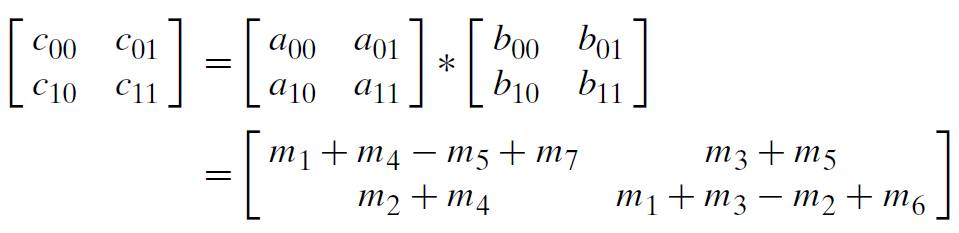 [ c₀₀ c₀₁ ] = [ a₀₀ a₀₁ ] * [ b₀₀ b₀₁ ]
[ c₁₀ c₁₁ ] [ a₁₀ a₁₁ ] [ b₁₀ b₁₁ ]
= [ m₁ + m₄ − m₅ + m₇ m₃ + m₅ ]
[ m₂ + m₄ m₁ + m₃ − m₂ + m₆ ]